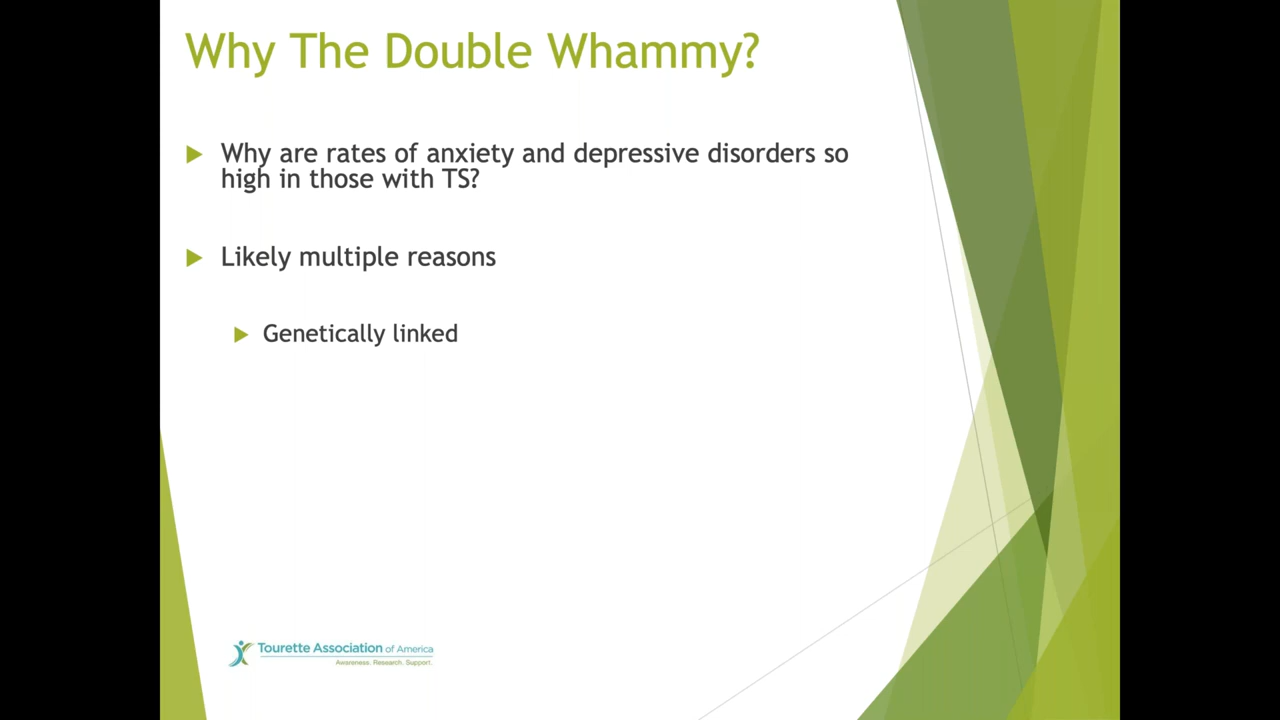 Why The Double Whammy?
Why are rates of anxiety and depressive disorders so
high in those with TS?
Likely multiple reasons
Genetically linked
Tourette Association of America
Awareness. Research. Support.